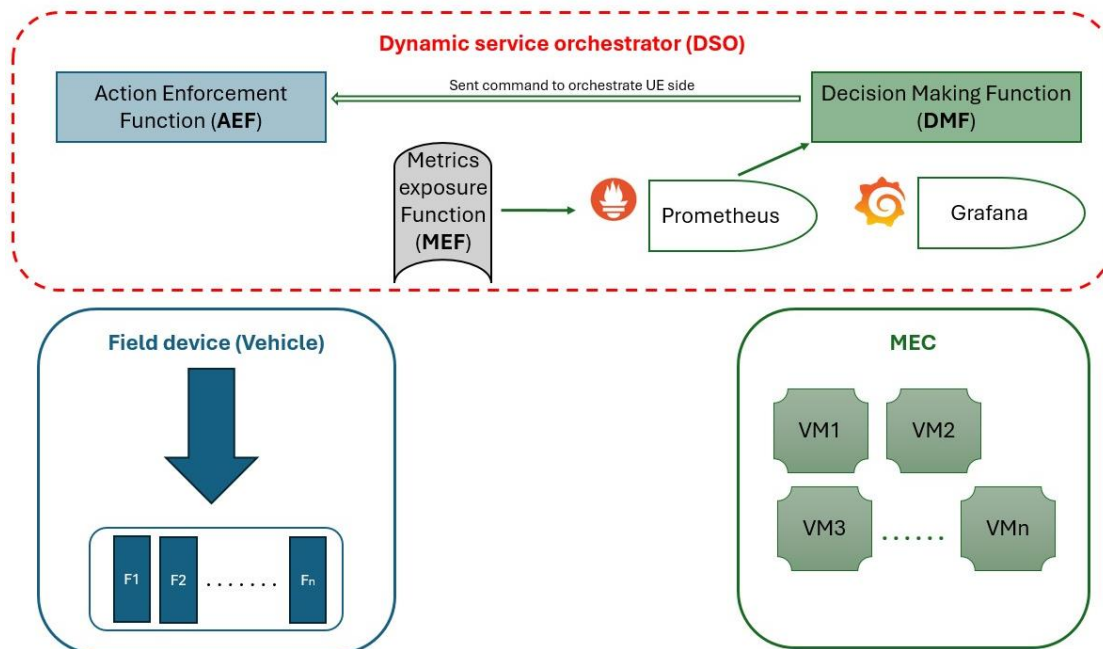 Dynamic service orchestrator (DSO)
Action Enforcement
Function (AEF)
Sent command to orchestrate UE side
Decision Making Function
(DMF)
Metrics
exposure
Function
(MEF)
Prometheus
Grafana
Field device (Vehicle)
F1
F2
.......
Fn
MEC
VM1
VM2
VM3
......
VMn